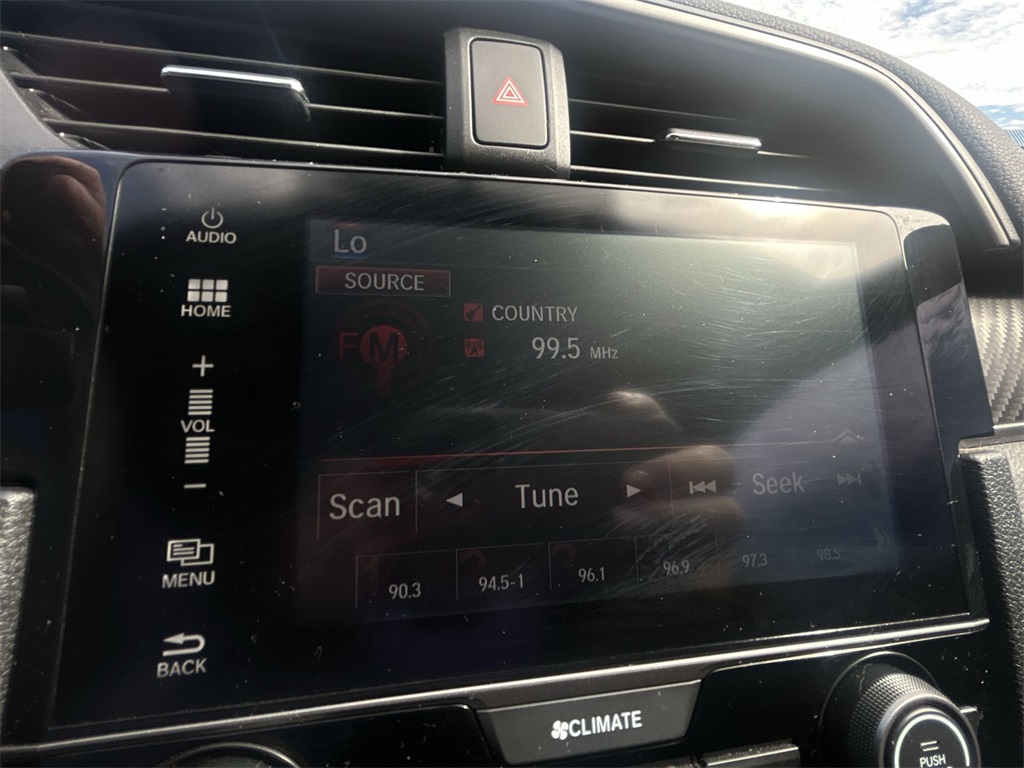 AUDIO
Lo
SOURCE
HOME
FM
COUNTRY
99.5 MHz
+
VOL
-
Scan
Tune
Seek
MENU
90.3
94.5-1
96.1
96.9
97.3
98.5
BACK
CLIMATE
PUSH